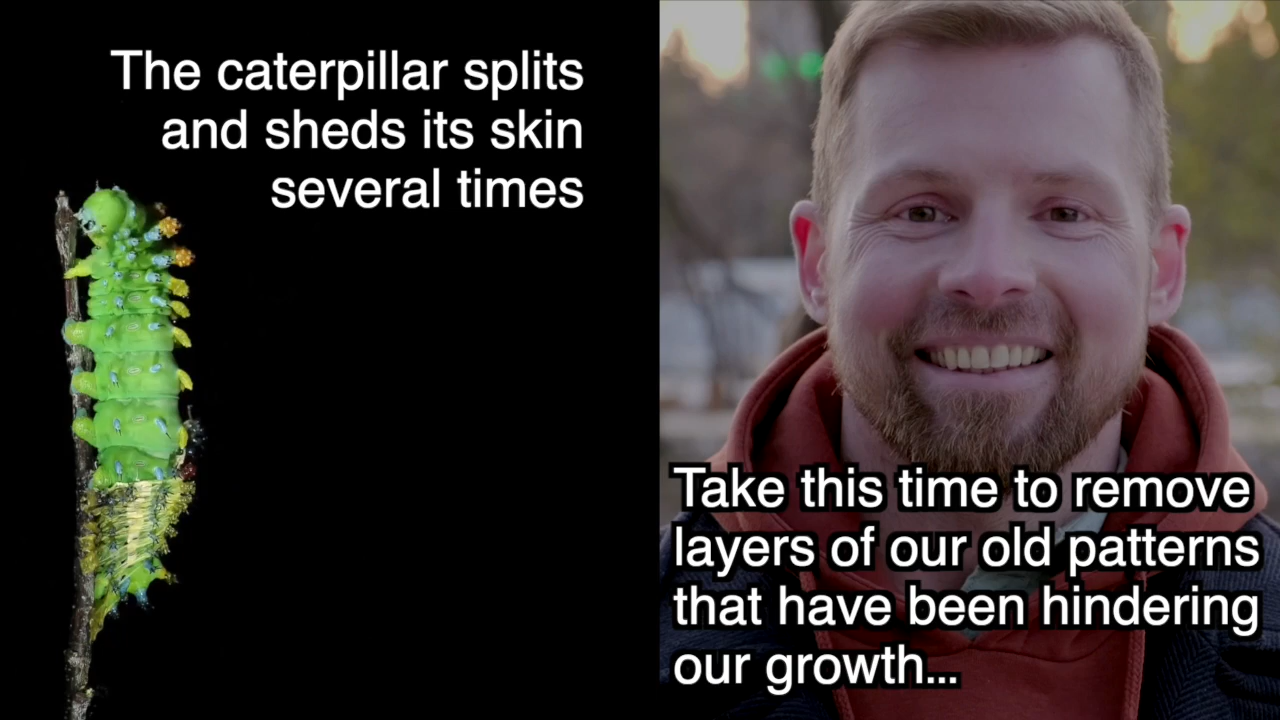 The caterpillar splits
and sheds its skin
several times
Take this time to remove
layers of our old patterns
that have been hindering
our growth...